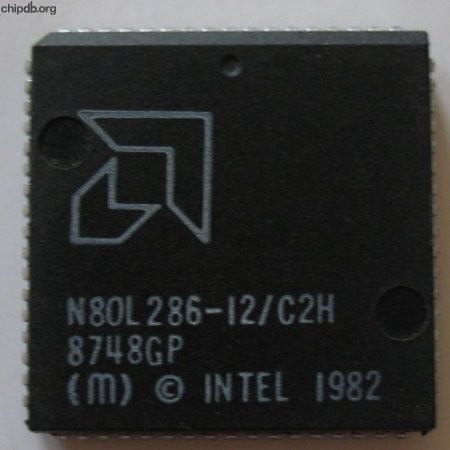 chipdb.org
N80L286-12/C2H
8748GP
(M) © INTEL 1982